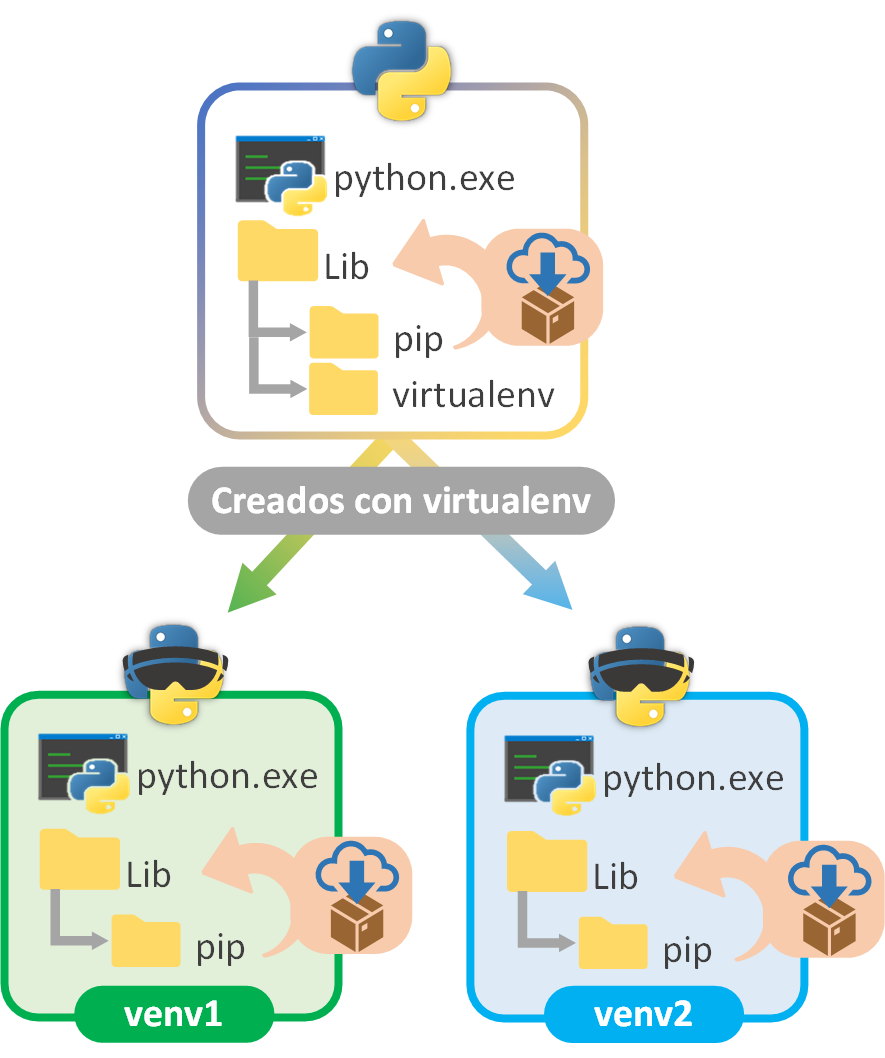 python.exe
Lib
pip
virtualenv
Creados con virtualenv
python.exe
Lib
pip
venv1
python.exe
Lib
pip
venv2